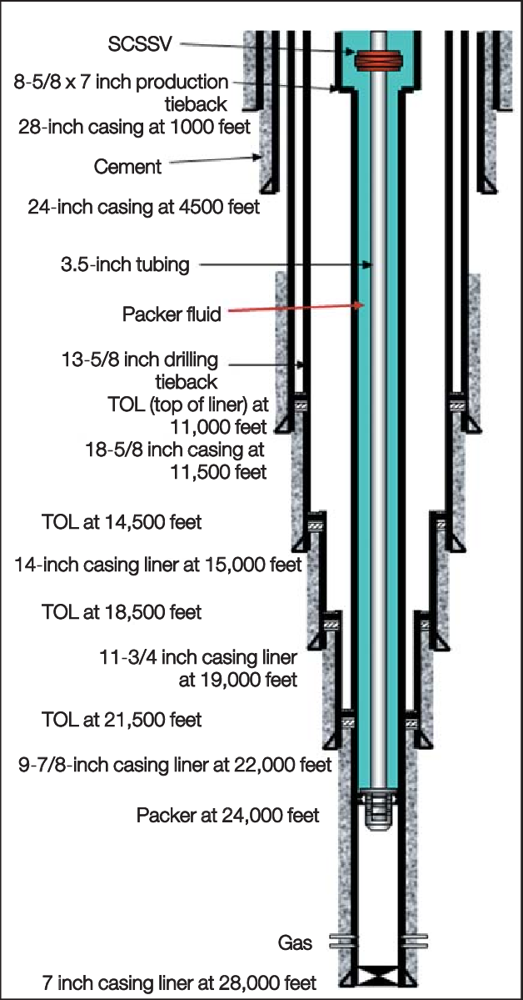 SCSSV
8-5/8 x 7 inch production
tieback
28-inch casing at 1000 feet
Cement
24-inch casing at 4500 feet
3.5-inch tubing
Packer fluid
13-5/8 inch drilling
tieback
TOL (top of liner) at
11,000 feet
18-5/8 inch casing at
11,500 feet
TOL at 14,500 feet
14-inch casing liner at 15,000 feet
TOL at 18,500 feet
11-3/4 inch casing liner
at 19,000 feet
TOL at 21,500 feet
9-7/8-inch casing liner at 22,000 feet
Packer at 24,000 feet
Gas
7 inch casing liner at 28,000 feet